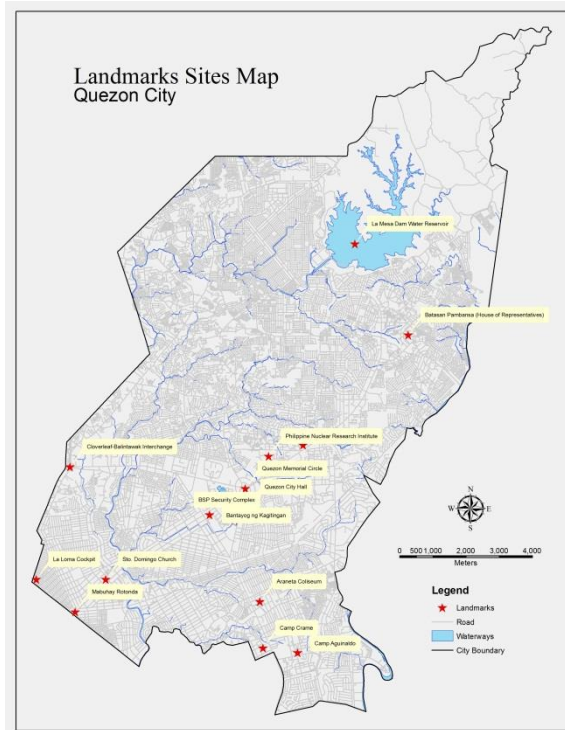 Landmarks Sites Map
Quezon City
La Mesa Dam Water Reservoir
Batasan Pambansa (House of Representatives)
Philippine Nuclear Research Institute
Cloverleaf-Balintawak Interchange
Quezon Memorial Circle
Quezon City Hall
BSP Security Complex
Bantayog ng Kagitingan
La Loma Cockpit
Sto. Domingo Church
Mabuhay Rotonda
Araneta Coliseum
Camp Crame
Camp Aguinaldo
N
W
E
S
0 500 1,000 2,000 3,000 4,000
Meters
Legend
Landmarks
Road
Waterways
City Boundary